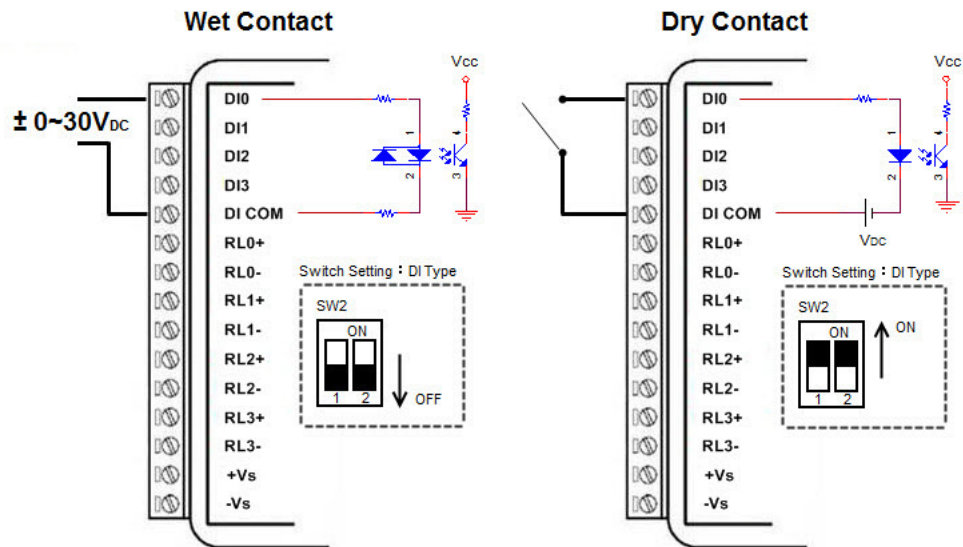 Wet Contact
± 0~30VDC
DI0
DI1
DI2
DI3
DI COM
RL0+
RL0-
RL1+
RL1-
RL2+
RL2-
RL3+
RL3-
+Vs
-Vs
Vcc
1
4
2
3
Switch Setting : DI Type
SW2
ON
1 2
OFF
Dry Contact
DI0
DI1
DI2
DI3
DI COM
RL0+
RL0-
RL1+
RL1-
RL2+
RL2-
RL3+
RL3-
+Vs
-Vs
Vcc
1
4
2
3
VDC
Switch Setting : DI Type
SW2
ON
1 2
ON